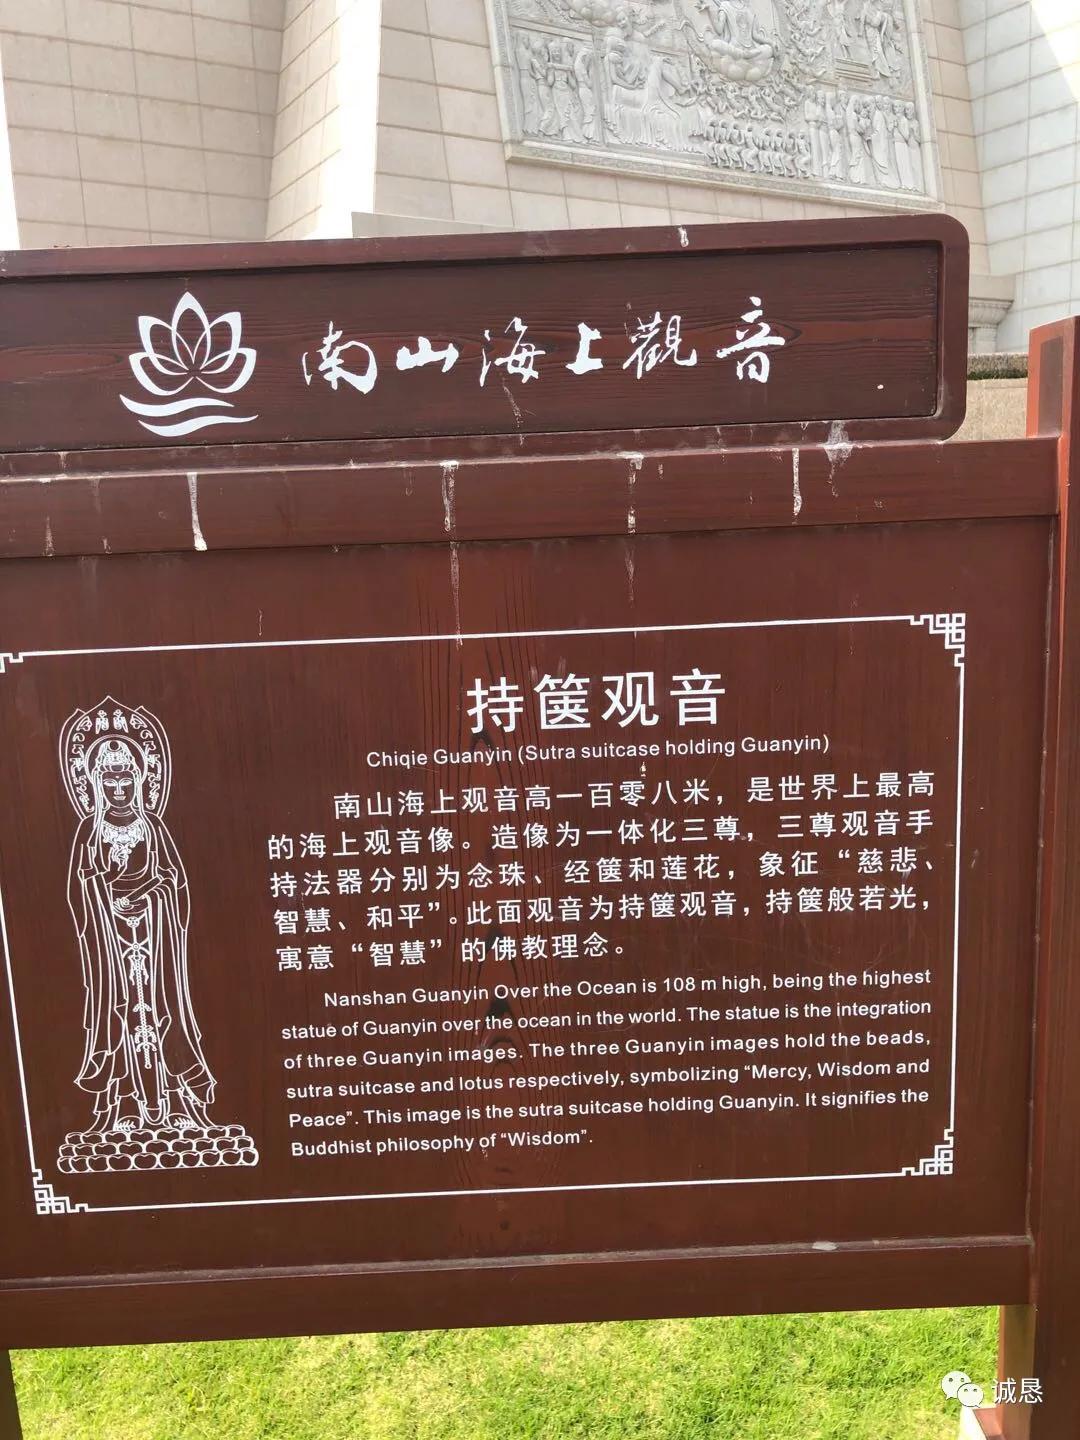 南山海上觀音
持箧观音
Chiqie Guanyin (Sutra suitcase holding Guanyin)
南山海上观音高一百零八米，是世界上最高
的海上观音像。造像为一体化三尊，三尊观音手
持法器分别为念珠、经箧和莲花，象征“慈悲、
智慧、和平”。此面观音为持箧观音，持箧般若光，
寓意“智慧”的佛教理念。
Nanshan Guanyin Over the Ocean is 108 m high, being the highest
statue of Guanyin over the ocean in the world. The statue is the integration
of three Guanyin images. The three Guanyin images hold the beads,
sutra suitcase and lotus respectively, symbolizing “Mercy, Wisdom and
Peace”. This image is the sutra suitcase holding Guanyin. It signifies the
Buddhist philosophy of “Wisdom”.
诚恳